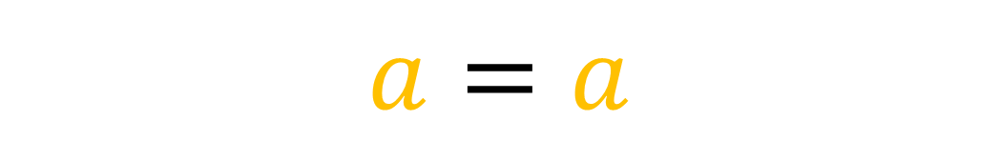 a = a